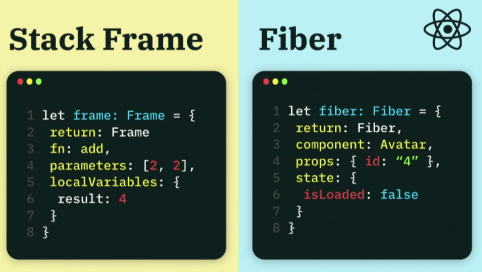 Stack Frame
1 let frame: Frame = {
2 return: Frame
3 fn: add,
4 parameters: [2, 2],
5 localVariables: {
6 result: 4
7 }
8 }
Fiber
1 let fiber: Fiber = {
2 return: Fiber,
3 component: Avatar,
4 props: { id: “4” },
5 state: {
6 isLoaded: false
7 }
8 }